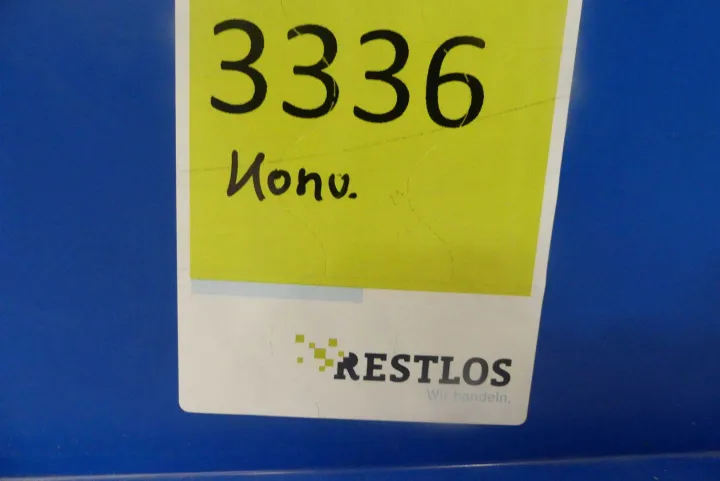 3336
Konv.
RESTLOS
Wir handeln.